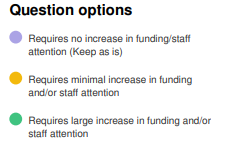 Question options
Requires no increase in funding/staff
attention (Keep as is)
Requires minimal increase in funding
and/or staff attention
Requires large increase in funding and/or
staff attention